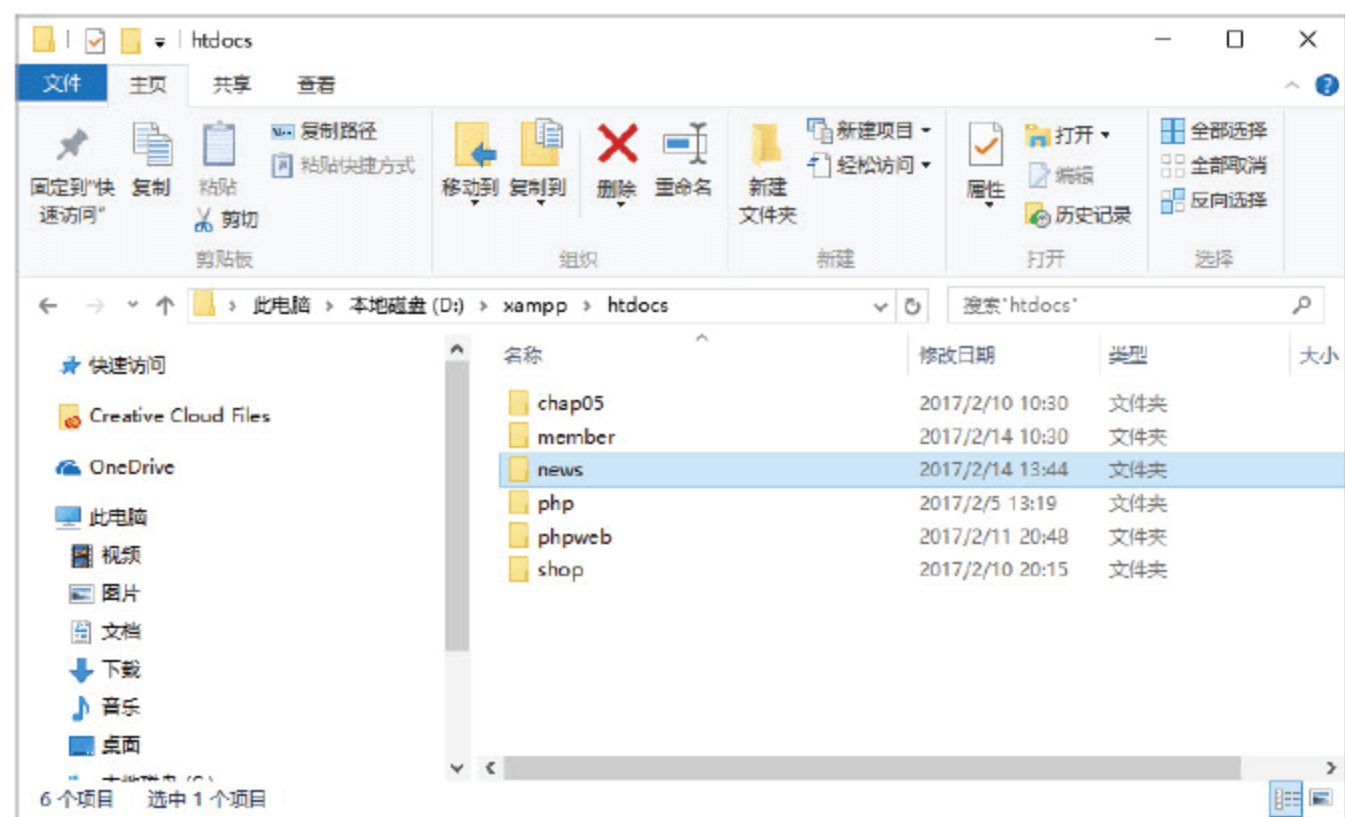 htdocs
文件 主页 共享 查看
固定到"快速访问" 复制 粘贴 复制路径 粘贴快捷方式 剪切
移动到 复制到 删除 重命名 新建文件夹 新建项目 轻松访问
属性 打开 编辑 历史记录 全部选择 全部取消 反向选择
剪贴板 组织 新建 打开 选择
此电脑 › 本地磁盘 (D:) › xampp › htdocs 搜索"htdocs"
名称 修改日期 类型 大小
快速访问
Creative Cloud Files
OneDrive
此电脑
视频
图片
文档
下载
音乐
桌面
chap05 2017/2/10 10:30 文件夹
member 2017/2/14 10:30 文件夹
news 2017/2/14 13:44 文件夹
php 2017/2/5 13:19 文件夹
phpweb 2017/2/11 20:48 文件夹
shop 2017/2/10 20:15 文件夹
6 个项目 选中 1 个项目